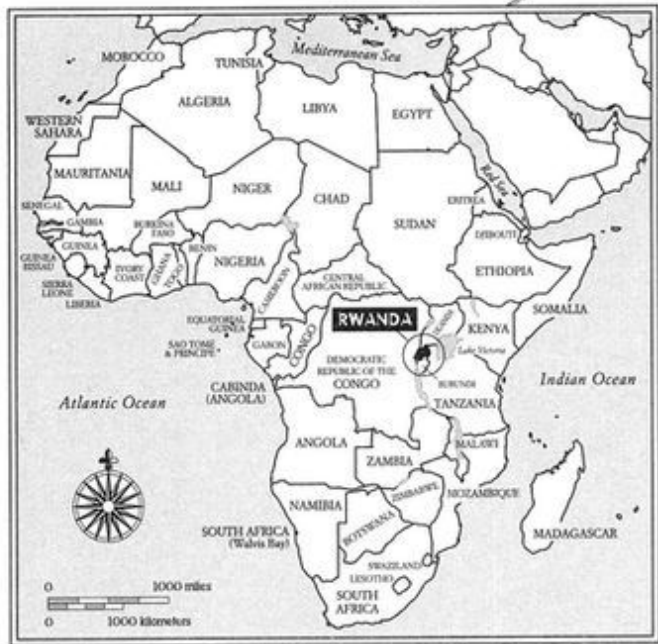 Mediterranean Sea
MOROCCO
TUNISIA
ALGERIA
LIBYA
EGYPT
WESTERN
SAHARA
MAURITANIA
MALI
NIGER
CHAD
SUDAN
Red Sea
ERITREA
SENEGAL
GAMBIA
BURKINA
FASO
DJIBOUTI
GUINEA
BENIN
NIGERIA
ETHIOPIA
GUINEA
BISSAU
IVORY
COAST
GHANA
TOGO
SIERRA
LEONE
LIBERIA
CAMEROON
CENTRAL
AFRICAN REPUBLIC
SOMALIA
EQUATORIAL
GUINEA
RWANDA
UGANDA
KENYA
SAO TOME
& PRINCIPE
GABON
CONGO
Lake Victoria
DEMOCRATIC
REPUBLIC OF THE
CONGO
BURUNDI
Indian Ocean
CABINDA
(ANGOLA)
TANZANIA
Atlantic Ocean
ANGOLA
MALAWI
ZAMBIA
ZIMBABWE
MOZAMBIQUE
NAMIBIA
BOTSWANA
MADAGASCAR
SOUTH AFRICA
(Walvis Bay)
SWAZILAND
LESOTHO
SOUTH
AFRICA
0 1000 miles
0 1000 kilometers